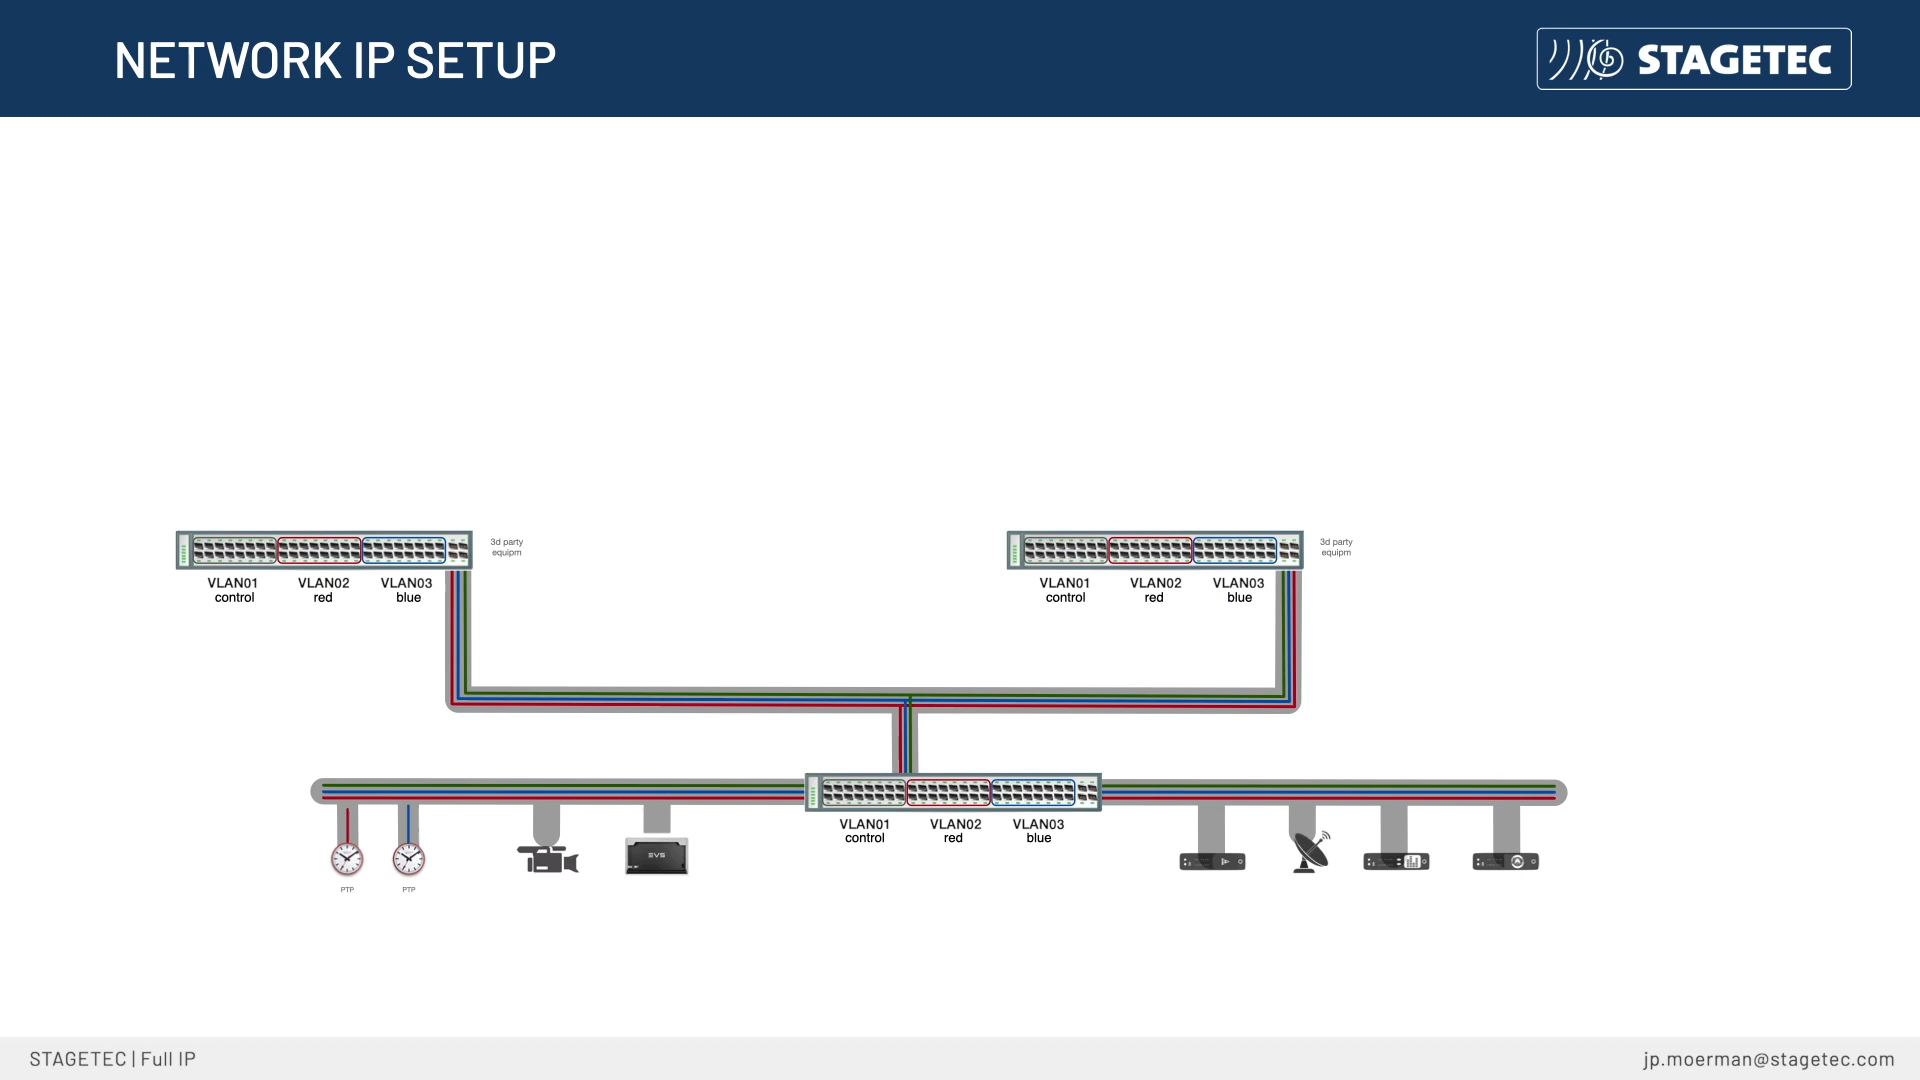 NETWORK IP SETUP
STAGETEC
3d party
equipm
VLAN01
control
VLAN02
red
VLAN03
blue
3d party
equipm
VLAN01
control
VLAN02
red
VLAN03
blue
VLAN01
control
VLAN02
red
VLAN03
blue
EVS
PTP
PTP
STAGETEC | Full IP
jp.moerman@stagetec.com